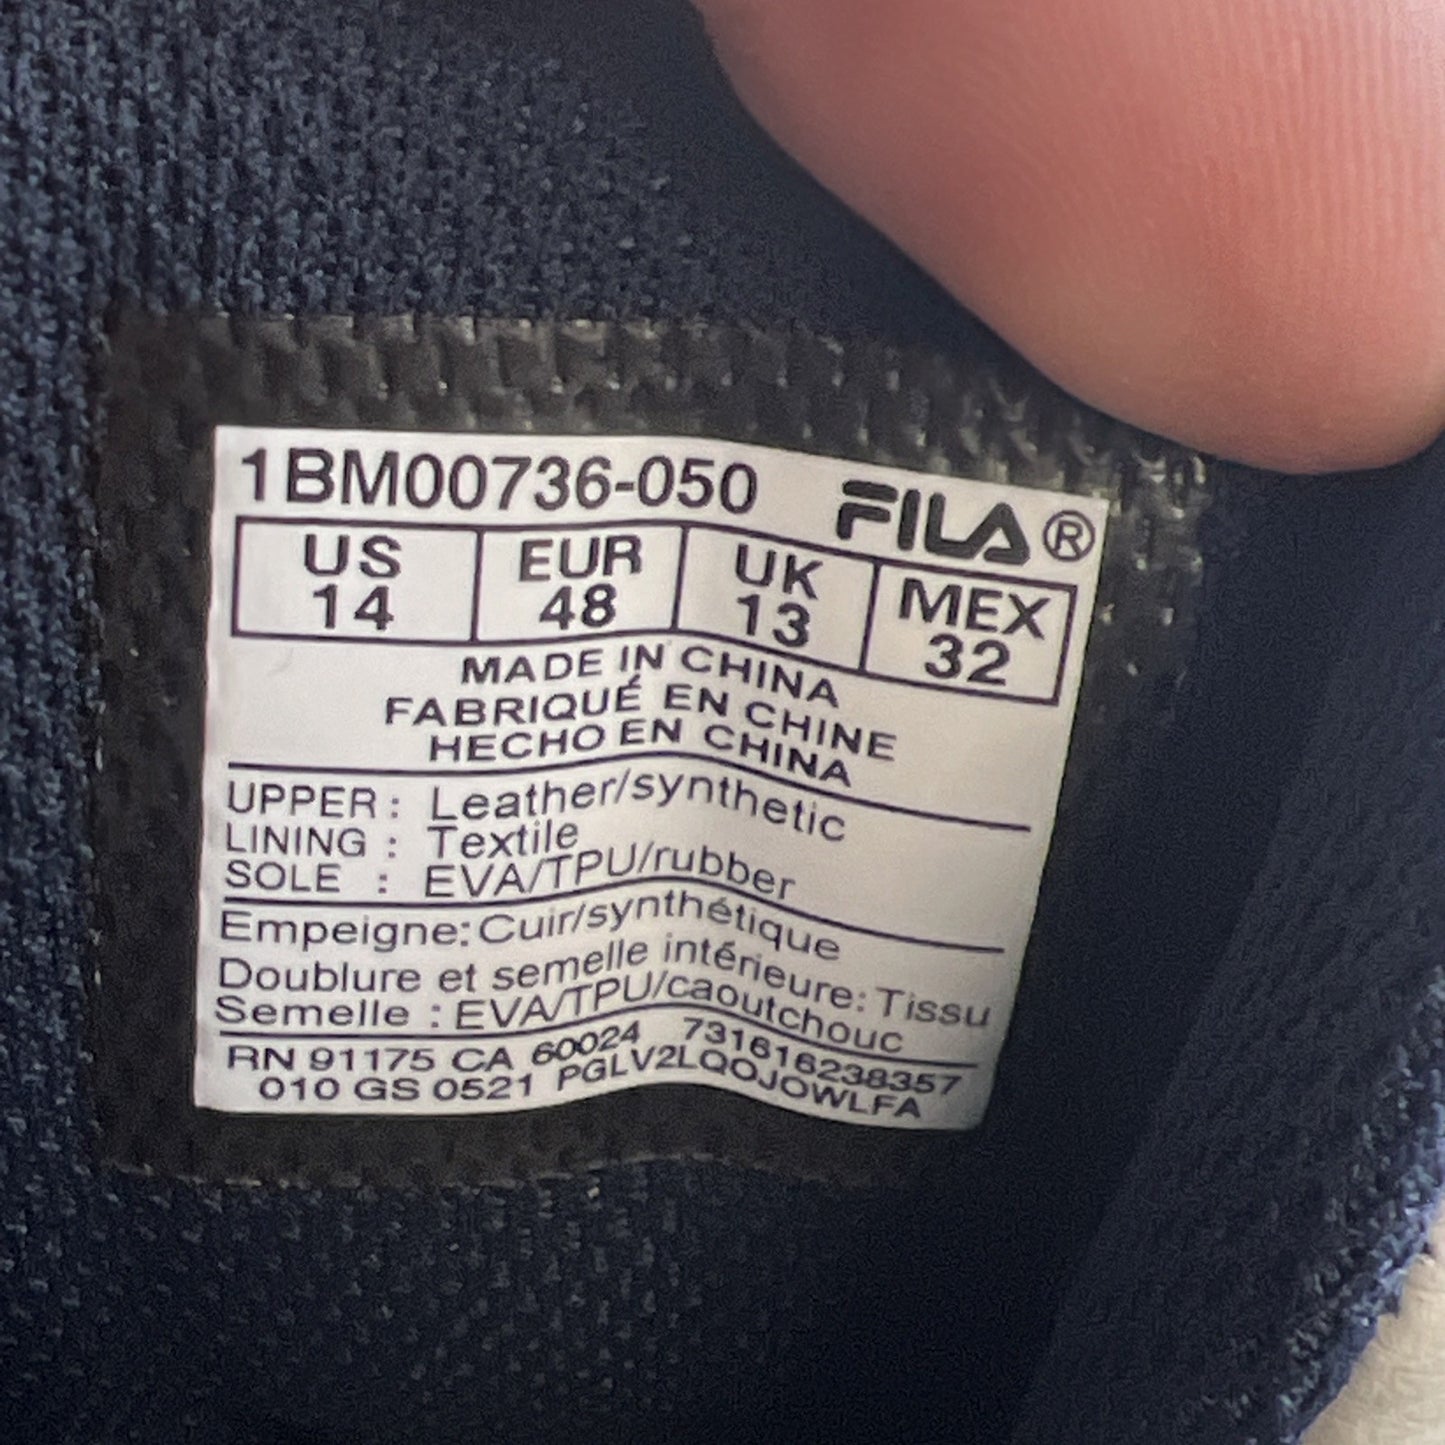 1BM00736-050 FILA®
US EUR UK MEX
14 48 13 32
MADE IN CHINA
FABRIQUÉ EN CHINE
HECHO EN CHINA
UPPER : Leather/synthetic
LINING : Textile
SOLE : EVA/TPU/rubber
Empeigne: Cuir/synthétique
Doublure et semelle intérieure: Tissu
Semelle : EVA/TPU/caoutchouc
RN 91175 CA 60024 731616238357
010 GS 0521 PGLV2LQOJOWLFA